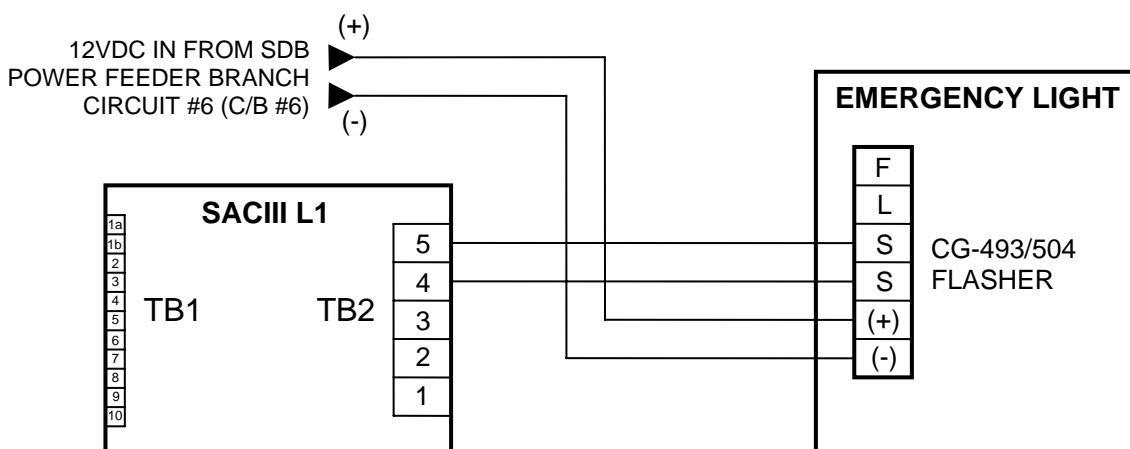 (+)
12VDC IN FROM SDB
POWER FEEDER BRANCH
CIRCUIT #6 (C/B #6)
(-)
EMERGENCY LIGHT
F
L
S
S
(+)
(-)
CG-493/504
FLASHER
SACIII L1
1a
1b
2
3
4
5
6
7
8
9
10
TB1
TB2
5
4
3
2
1